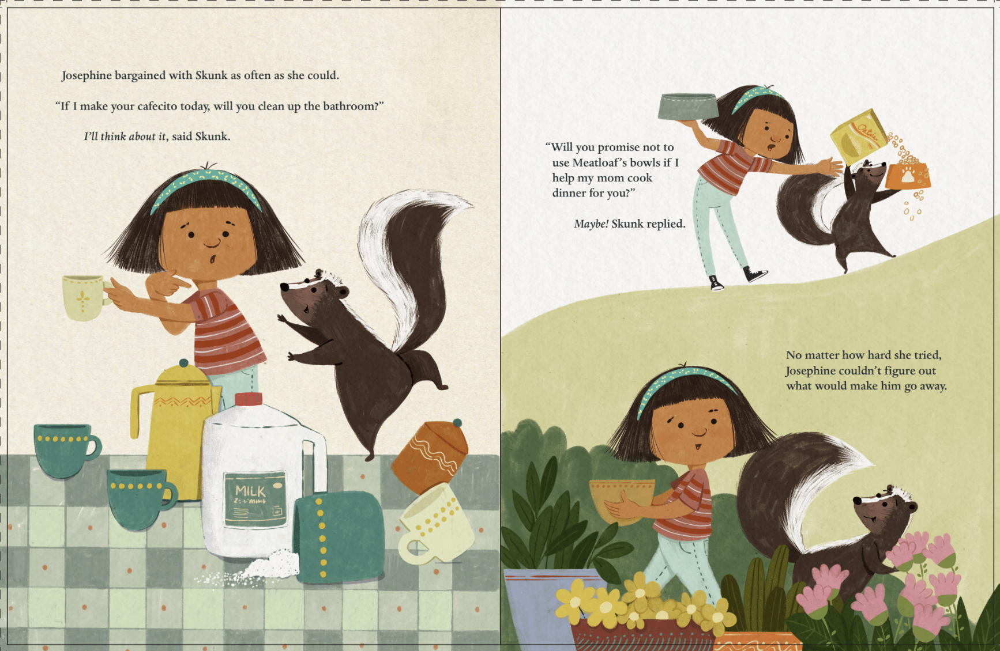 Josephine bargained with Skunk as often as she could.
“If I make your cafecito today, will you clean up the bathroom?”
I’ll think about it, said Skunk.
MILK
“Will you promise not to
use Meatloaf’s bowls if I
help my mom cook
dinner for you?”
Maybe! Skunk replied.
No matter how hard she tried,
Josephine couldn’t figure out
what would make him go away.